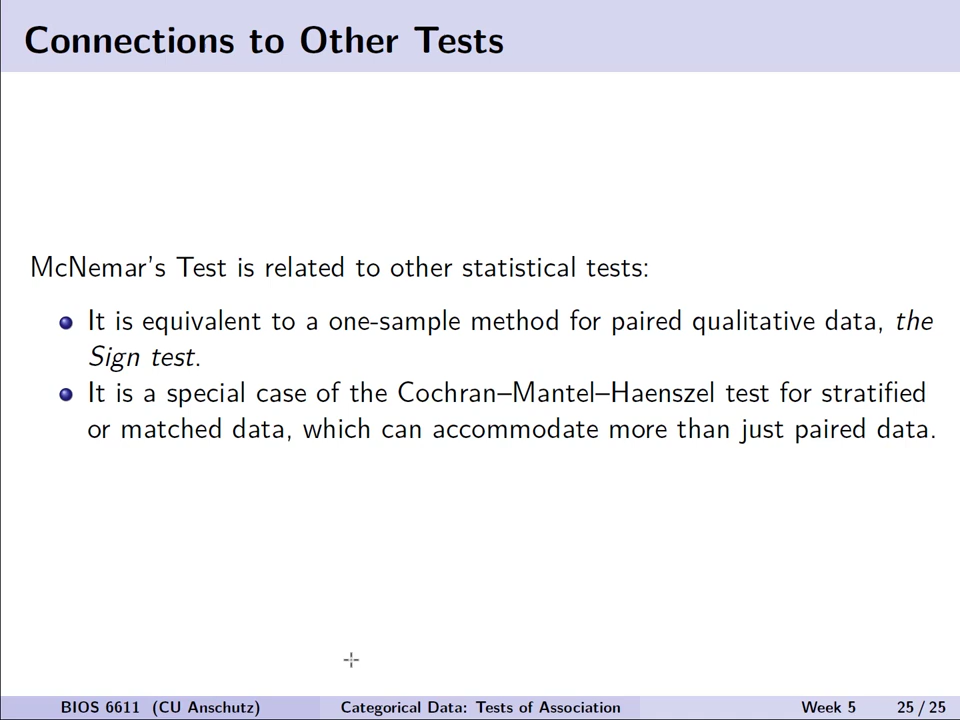 Connections to Other Tests
McNemar's Test is related to other statistical tests:
It is equivalent to a one-sample method for paired qualitative data, the
Sign test.
It is a special case of the Cochran–Mantel–Haenszel test for stratified
or matched data, which can accommodate more than just paired data.
BIOS 6611 (CU Anschutz) Categorical Data: Tests of Association Week 5 25 / 25